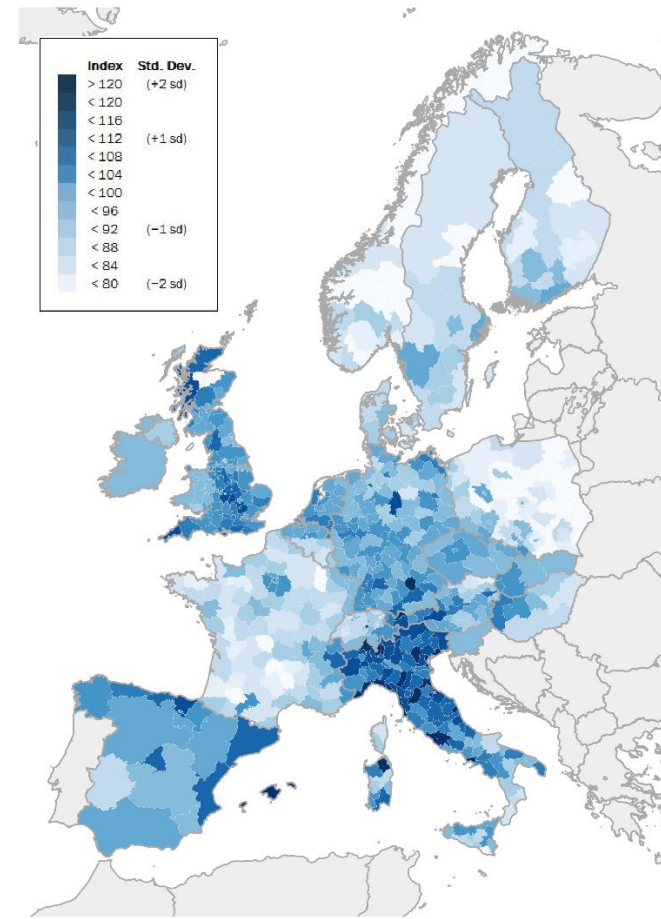 Index Std. Dev.
> 120 (+2 sd)
< 120
< 116
< 112 (+1 sd)
< 108
< 104
< 100
< 96
< 92 (−1 sd)
< 88
< 84
< 80 (−2 sd)